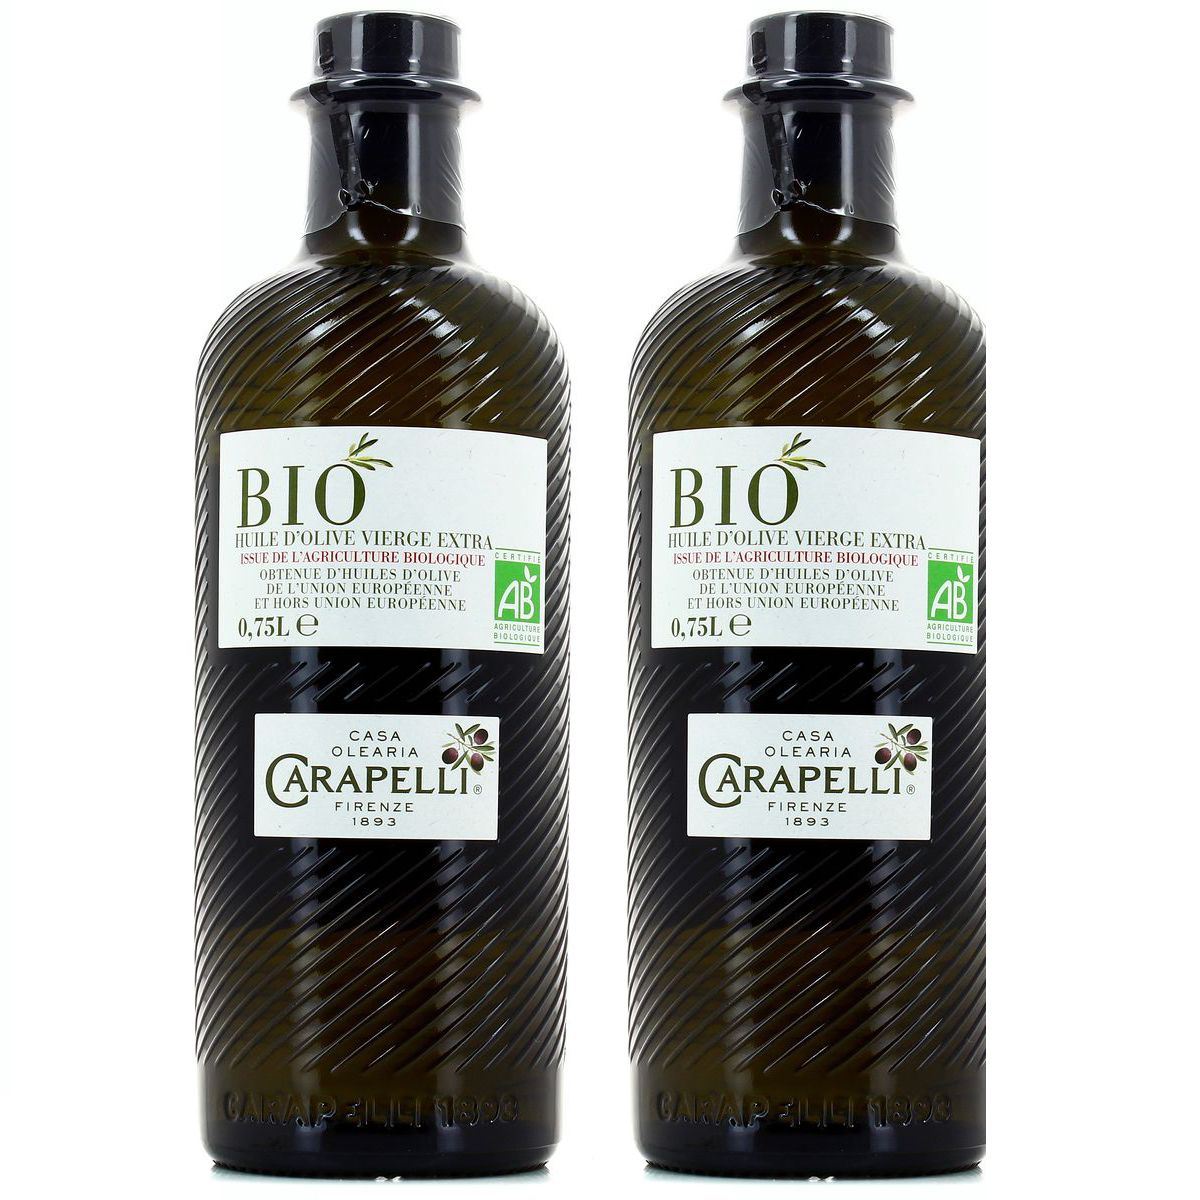 BIO
HUILE D'OLIVE VIERGE EXTRA
ISSUE DE L'AGRICULTURE BIOLOGIQUE
OBTENUE D'HUILES D'OLIVE
DE L'UNION EUROPÉENNE
ET HORS UNION EUROPÉENNE
0,75L ℮
CERTIFIÉ
AB
AGRICULTURE
BIOLOGIQUE
CASA
OLEARIA
CARAPELLI®
FIRENZE
1893
CARAPELLI 1893
BIO
HUILE D'OLIVE VIERGE EXTRA
ISSUE DE L'AGRICULTURE BIOLOGIQUE
OBTENUE D'HUILES D'OLIVE
DE L'UNION EUROPÉENNE
ET HORS UNION EUROPÉENNE
0,75L ℮
CERTIFIÉ
AB
AGRICULTURE
BIOLOGIQUE
CASA
OLEARIA
CARAPELLI®
FIRENZE
1893
CARAPELLI 1893